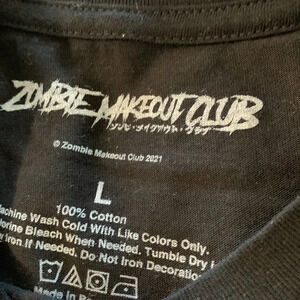 ZOMBIE MAKEOUT CLUB
ゾンビ・メイクアウト・クラブ
© Zombie Makeout Club 2021
L
100% Cotton
achine Wash Cold With Like Colors Only.
lorine Bleach When Needed. Tumble Dry
y Iron If Needed. Do Not Iron Decoration
Made In